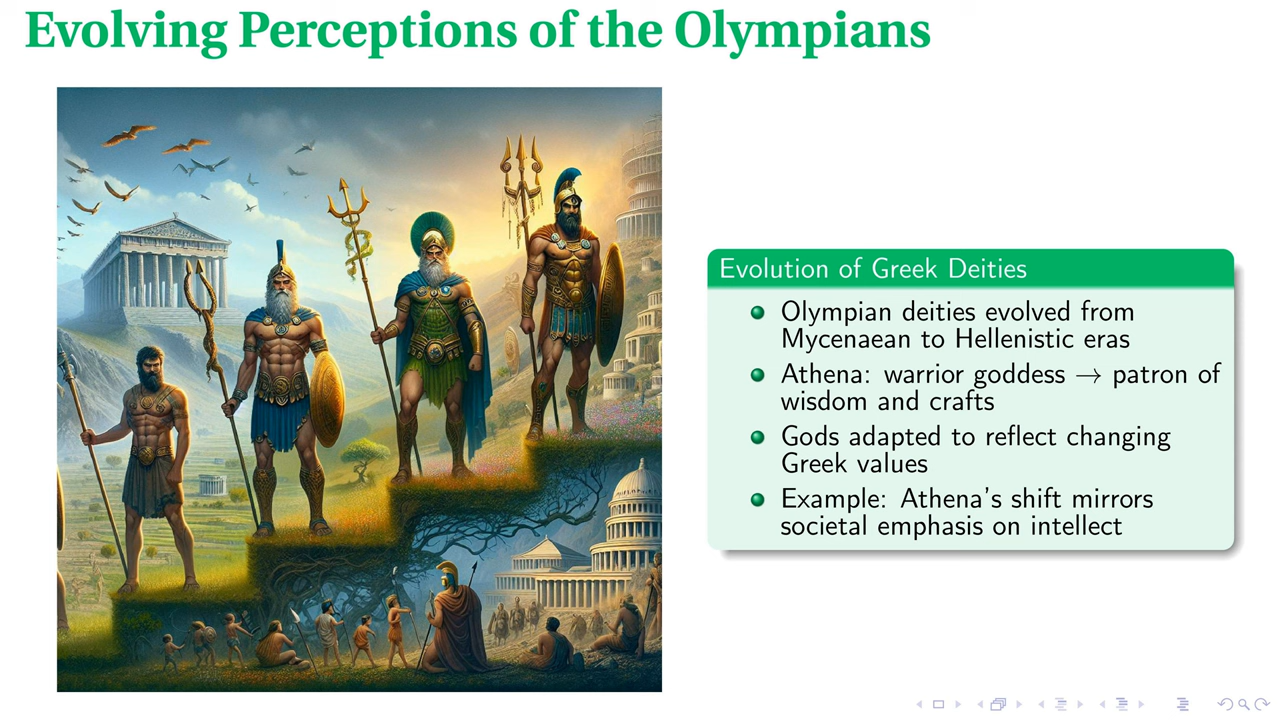 Evolving Perceptions of the Olympians
Evolution of Greek Deities
Olympian deities evolved from
Mycenaean to Hellenistic eras
Athena: warrior goddess → patron of
wisdom and crafts
Gods adapted to reflect changing
Greek values
Example: Athena's shift mirrors
societal emphasis on intellect